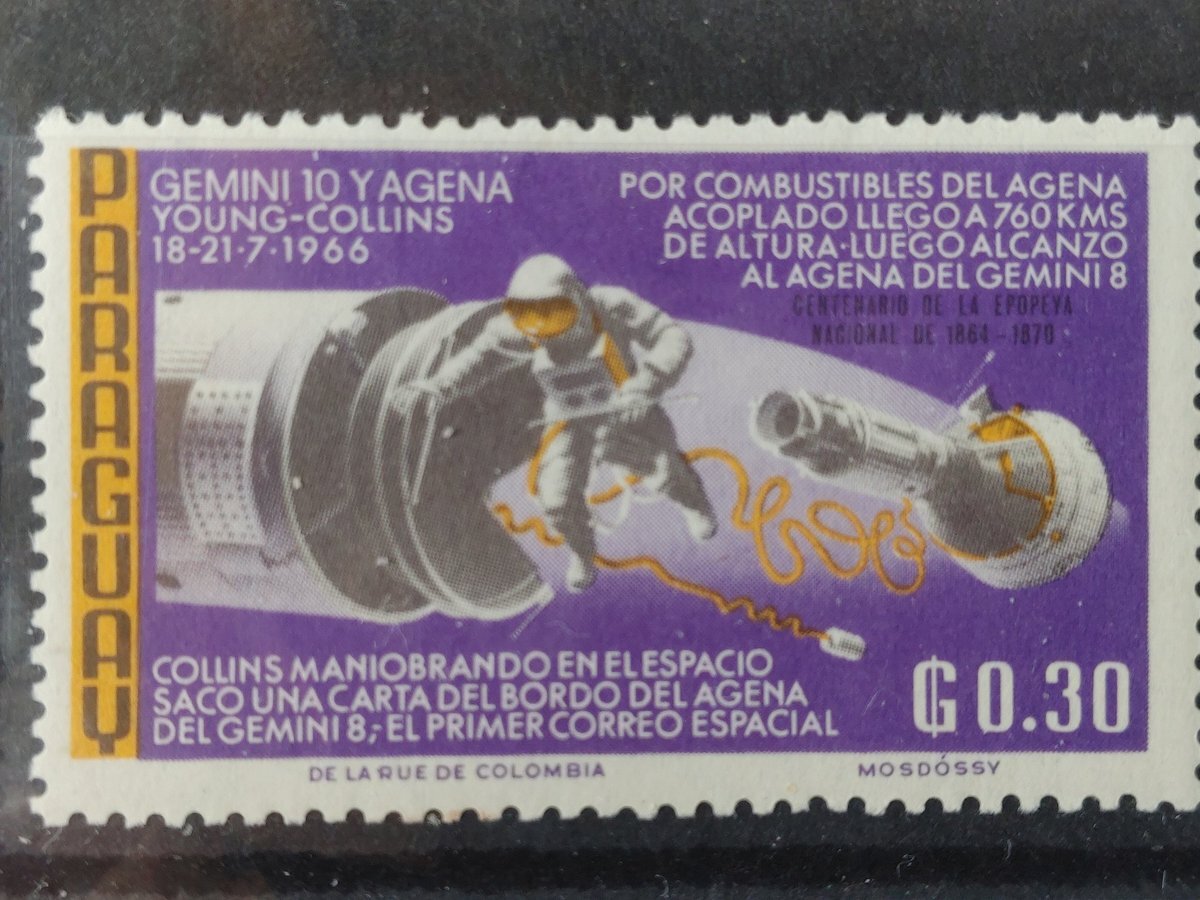 PARAGUAY
GEMINI 10 Y AGENA
YOUNG-COLLINS
18-21·7·1966
POR COMBUSTIBLES DEL AGENA
ACOPLADO LLEGO A 760 KMS
DE ALTURA·LUEGO ALCANZO
AL AGENA DEL GEMINI 8
CENTENARIO DE LA EPOPEYA
NACIONAL DE 1864-1870
COLLINS MANIOBRANDO EN EL ESPACIO
SACO UNA CARTA DEL BORDO DEL AGENA
DEL GEMINI 8,-EL PRIMER CORREO ESPACIAL
₲ 0.30
DE LA RUE DE COLOMBIA
MOSDÓSSY